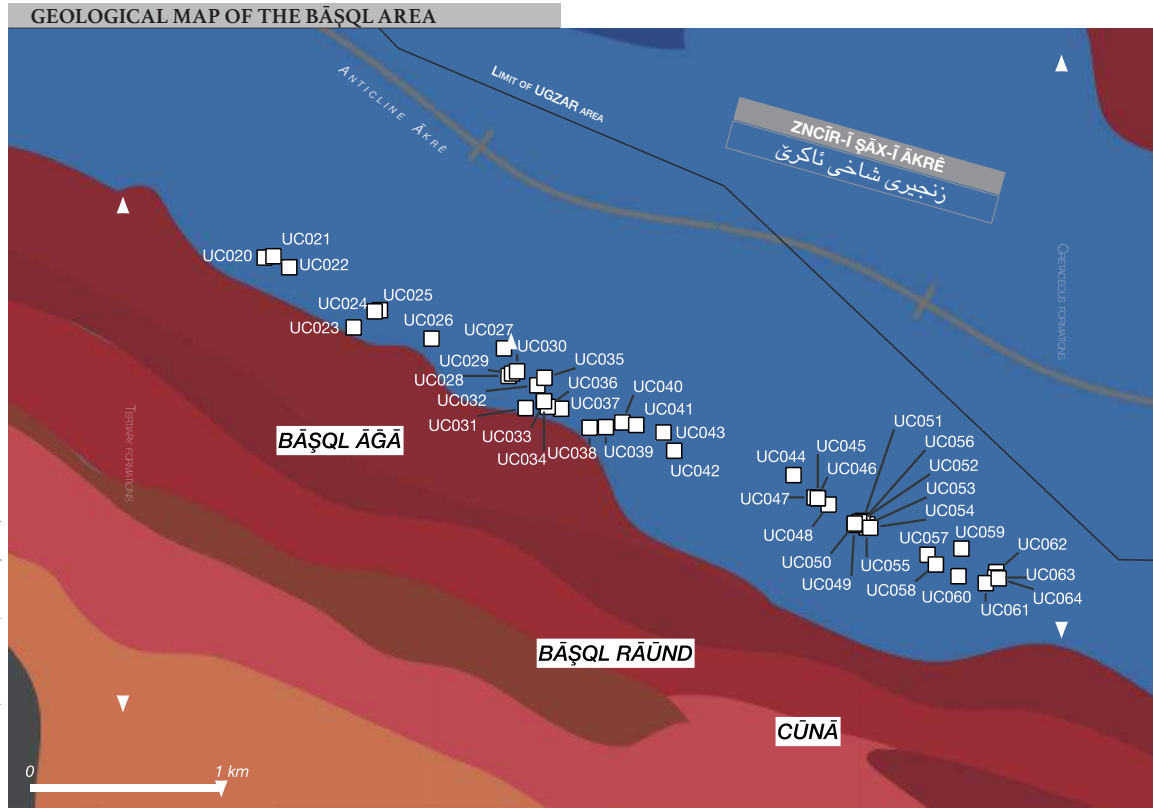 GEOLOGICAL MAP OF THE BĀŞQL AREA
ANTICLINE ĀKRÊ
LIMIT OF UGZAR AREA
ZNCĪR-Ī ŞĀX-Ī ĀKRÊ
زنجیری شاخی ئاکرێ
CRETACEOUS FORMATIONS
TERTIARY FORMATIONS
UC020
UC021
UC022
UC023
UC024
UC025
UC026
UC027
UC028
UC029
UC030
UC031
UC032
UC033
UC034
UC035
UC036
UC037
UC038
UC039
UC040
UC041
UC042
UC043
UC044
UC045
UC046
UC047
UC048
UC049
UC050
UC051
UC056
UC052
UC053
UC054
UC055
UC057
UC058
UC059
UC060
UC061
UC062
UC063
UC064
BĀŞQL ĀĞĀ
BĀŞQL RĀŪND
CŪNĀ
0
1 km